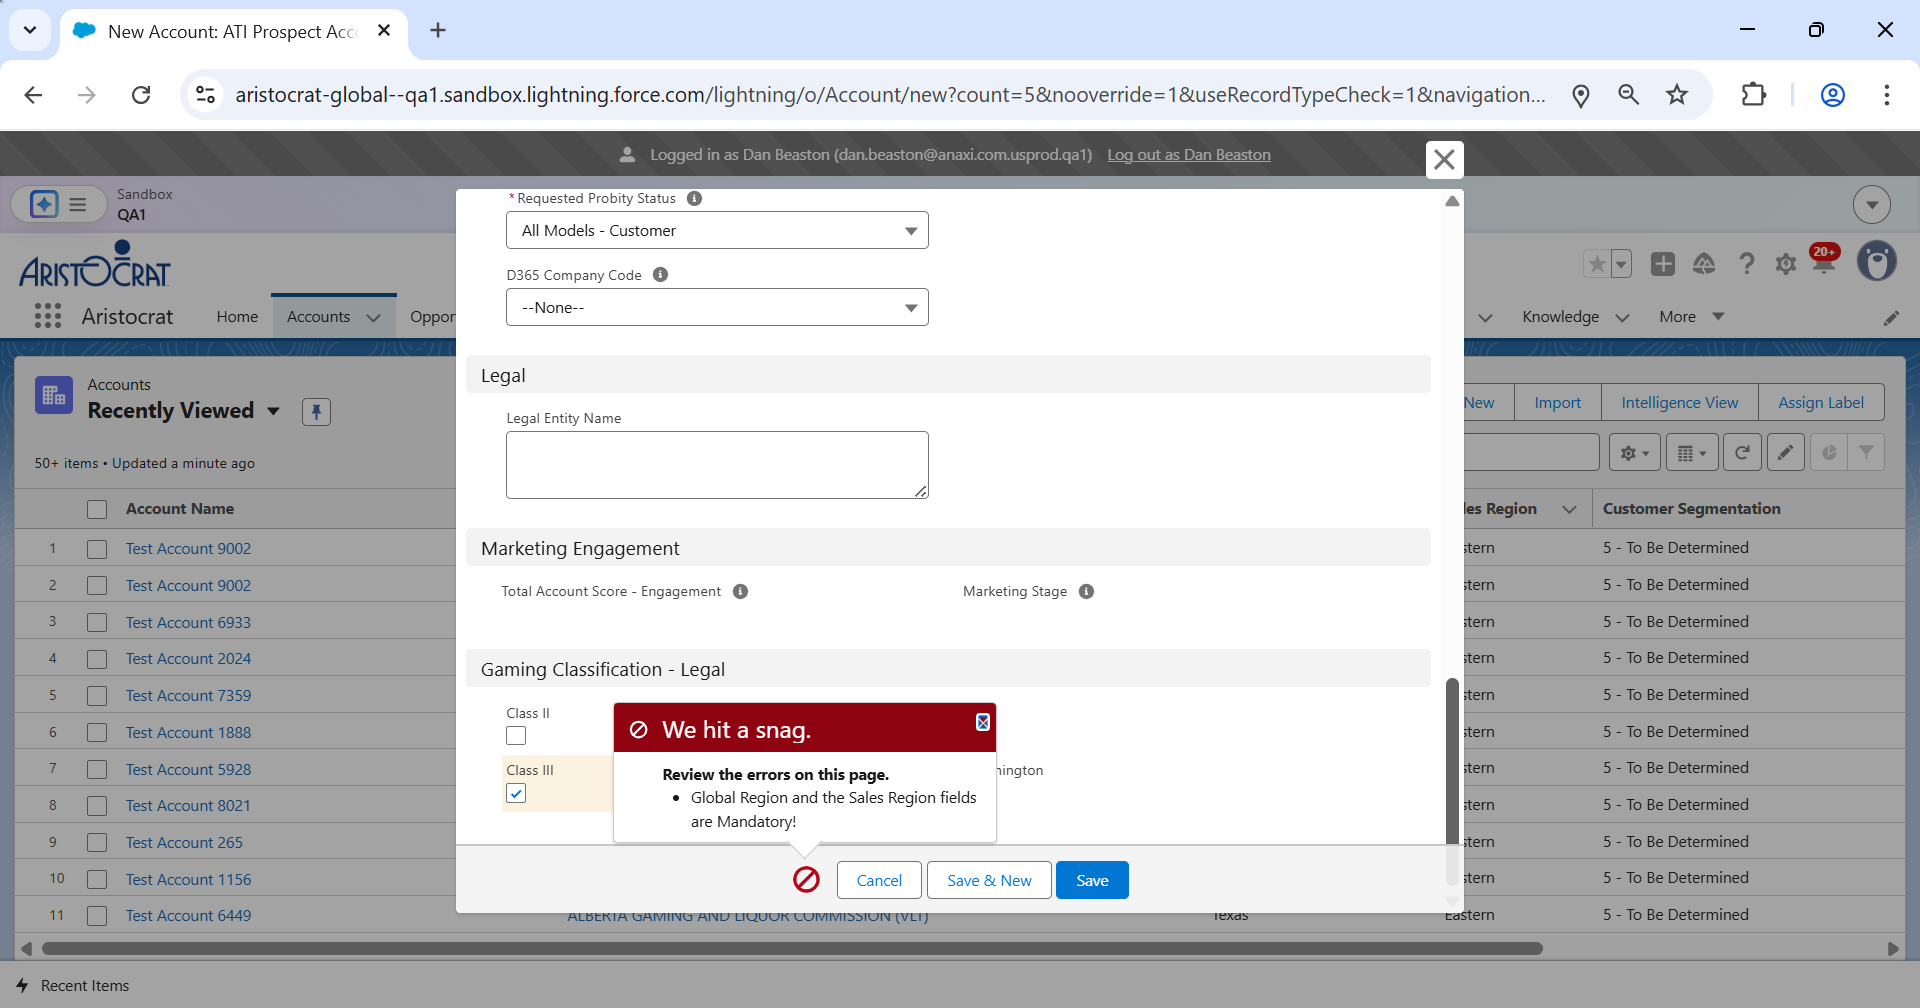 New Account: ATI Prospect Acc
aristocrat-global--qa1.sandbox.lightning.force.com/lightning/o/Account/new?count=5&nooverride=1&useRecordTypeCheck=1&navigation...
Logged in as Dan Beaston (dan.beaston@anaxi.com.usprod.qa1) Log out as Dan Beaston
Sandbox
QA1
ARISTOCRAT
20+
Aristocrat Home Accounts Oppor Knowledge More
Accounts
Recently Viewed
New Import Intelligence View Assign Label
50+ items • Updated a minute ago
Account Name les Region Customer Segmentation
1 Test Account 9002 stern 5 - To Be Determined
2 Test Account 9002 stern 5 - To Be Determined
3 Test Account 6933 stern 5 - To Be Determined
4 Test Account 2024 stern 5 - To Be Determined
5 Test Account 7359 stern 5 - To Be Determined
6 Test Account 1888 stern 5 - To Be Determined
7 Test Account 5928 stern 5 - To Be Determined
8 Test Account 8021 stern 5 - To Be Determined
9 Test Account 265 stern 5 - To Be Determined
10 Test Account 1156 stern 5 - To Be Determined
11 Test Account 6449 ALBERTA GAMING AND LIQUOR COMMISSION (VLT) Texas Eastern 5 - To Be Determined
* Requested Probity Status
All Models - Customer
D365 Company Code
--None--
Legal
Legal Entity Name
Marketing Engagement
Total Account Score - Engagement Marketing Stage
Gaming Classification - Legal
Class II
Class III
nington
We hit a snag.
Review the errors on this page.
• Global Region and the Sales Region fields
are Mandatory!
Cancel Save & New Save
Recent Items